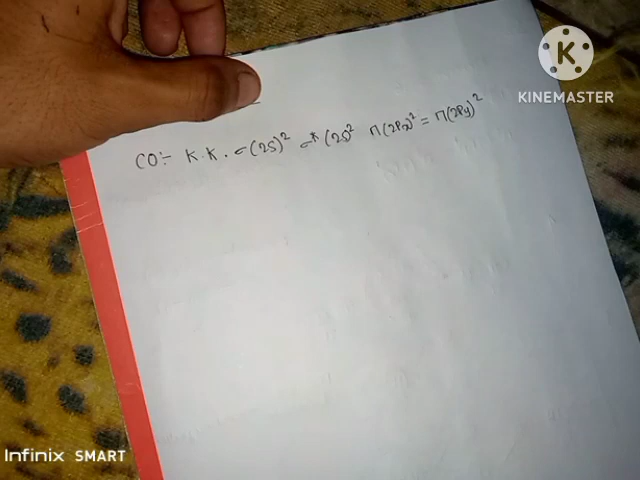 KINEMASTER
CO:- K.K. σ(2S)² σ*(2S)² π(2Px)² = π(2Py)²
Infinix SMART